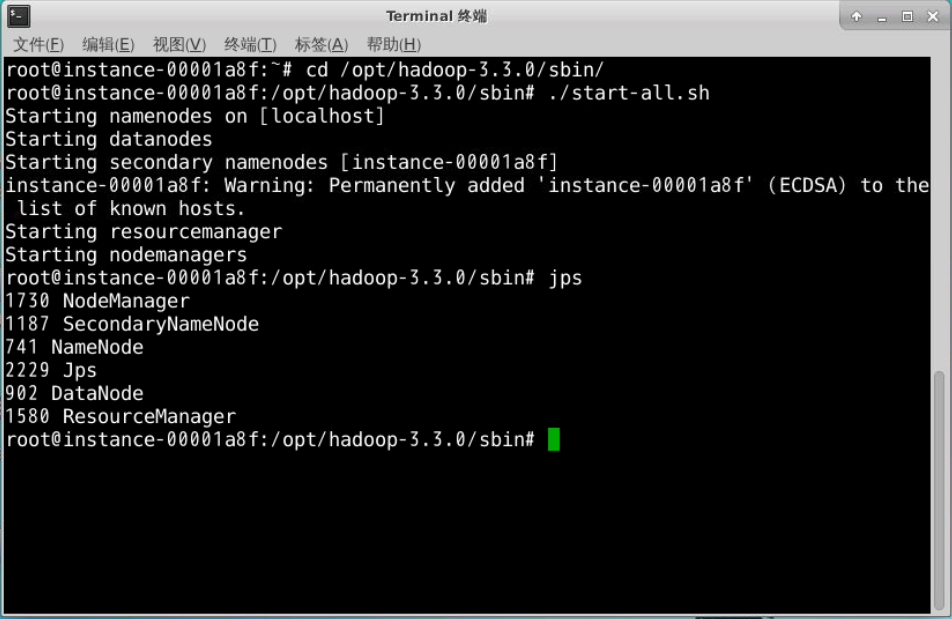 Terminal 终端
文件(F) 编辑(E) 视图(V) 终端(T) 标签(A) 帮助(H)
root@instance-00001a8f:~# cd /opt/hadoop-3.3.0/sbin/
root@instance-00001a8f:/opt/hadoop-3.3.0/sbin# ./start-all.sh
Starting namenodes on [localhost]
Starting datanodes
Starting secondary namenodes [instance-00001a8f]
instance-00001a8f: Warning: Permanently added 'instance-00001a8f' (ECDSA) to the
 list of known hosts.
Starting resourcemanager
Starting nodemanagers
root@instance-00001a8f:/opt/hadoop-3.3.0/sbin# jps
1730 NodeManager
1187 SecondaryNameNode
741 NameNode
2229 Jps
902 DataNode
1580 ResourceManager
root@instance-00001a8f:/opt/hadoop-3.3.0/sbin#